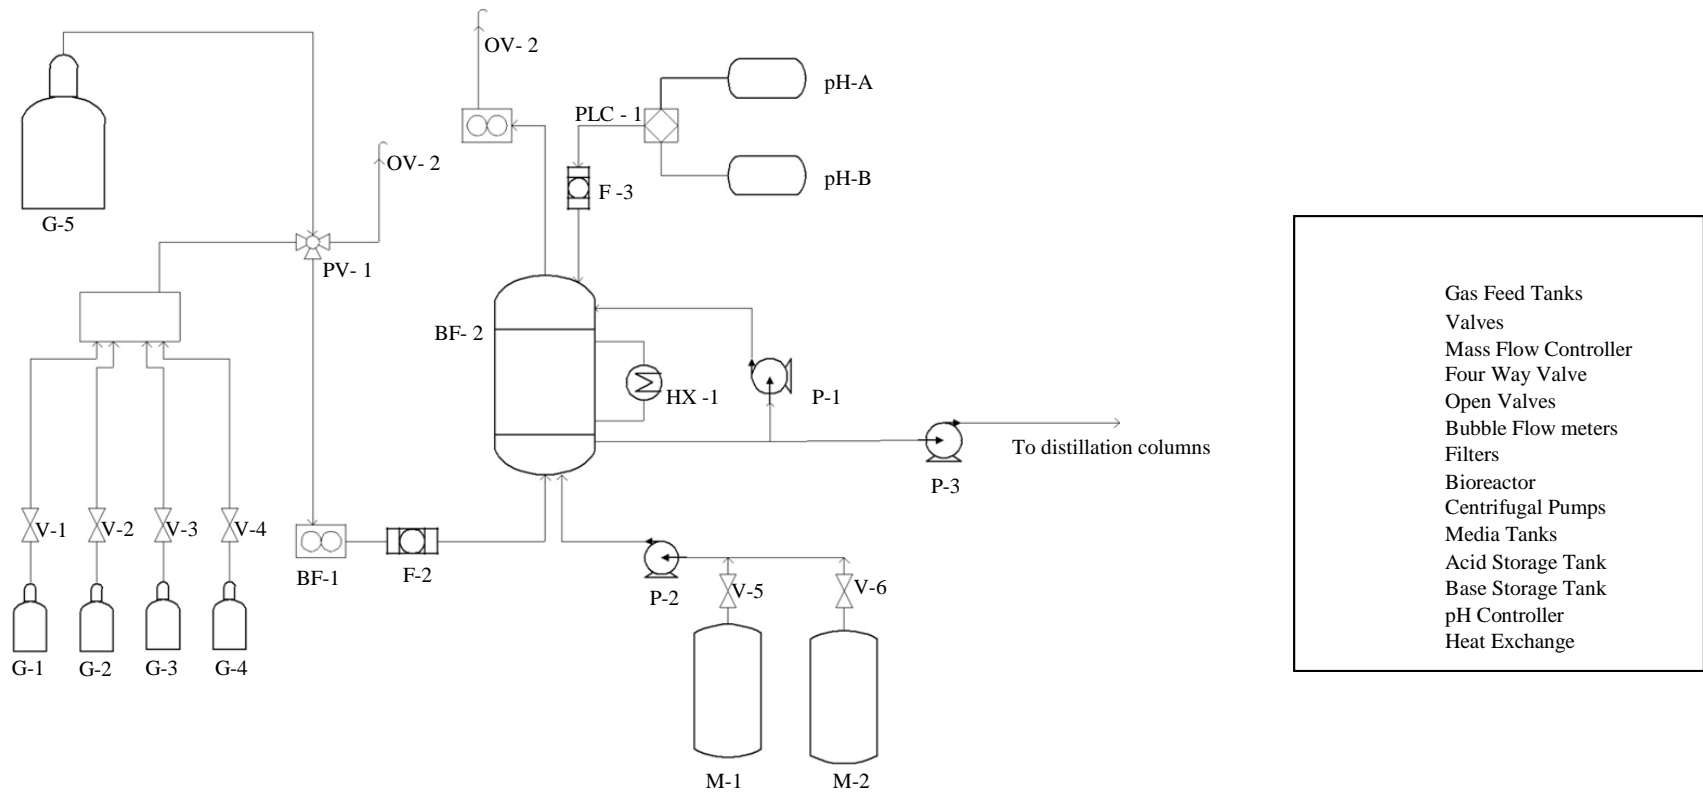 OV- 2
pH-A
PLC - 1
OV- 2
pH-B
F -3
G-5
PV- 1
BF- 2
HX -1
P-1
To distillation columns
P-3
V-1
V-2
V-3
V-4
BF-1
F-2
P-2
V-5
V-6
G-1
G-2
G-3
G-4
M-1
M-2
Gas Feed Tanks
Valves
Mass Flow Controller
Four Way Valve
Open Valves
Bubble Flow meters
Filters
Bioreactor
Centrifugal Pumps
Media Tanks
Acid Storage Tank
Base Storage Tank
pH Controller
Heat Exchange